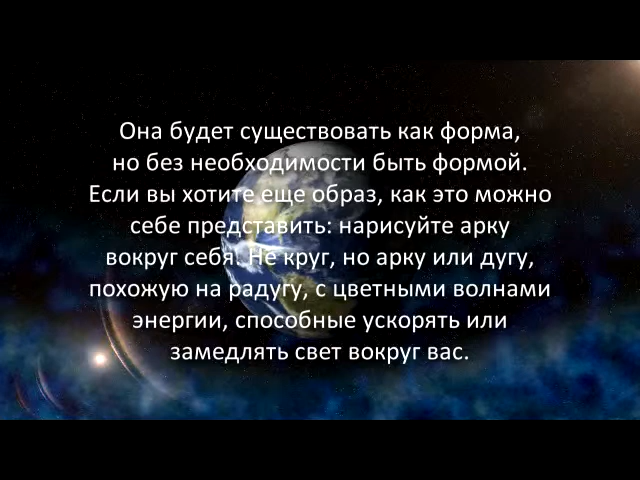 Она будет существовать как форма,
но без необходимости быть формой.
Если вы хотите еще образ, как это можно
себе представить: нарисуйте арку
вокруг себя. Не круг, но арку или дугу,
похожую на радугу, с цветными волнами
энергии, способные ускорять или
замедлять свет вокруг вас.